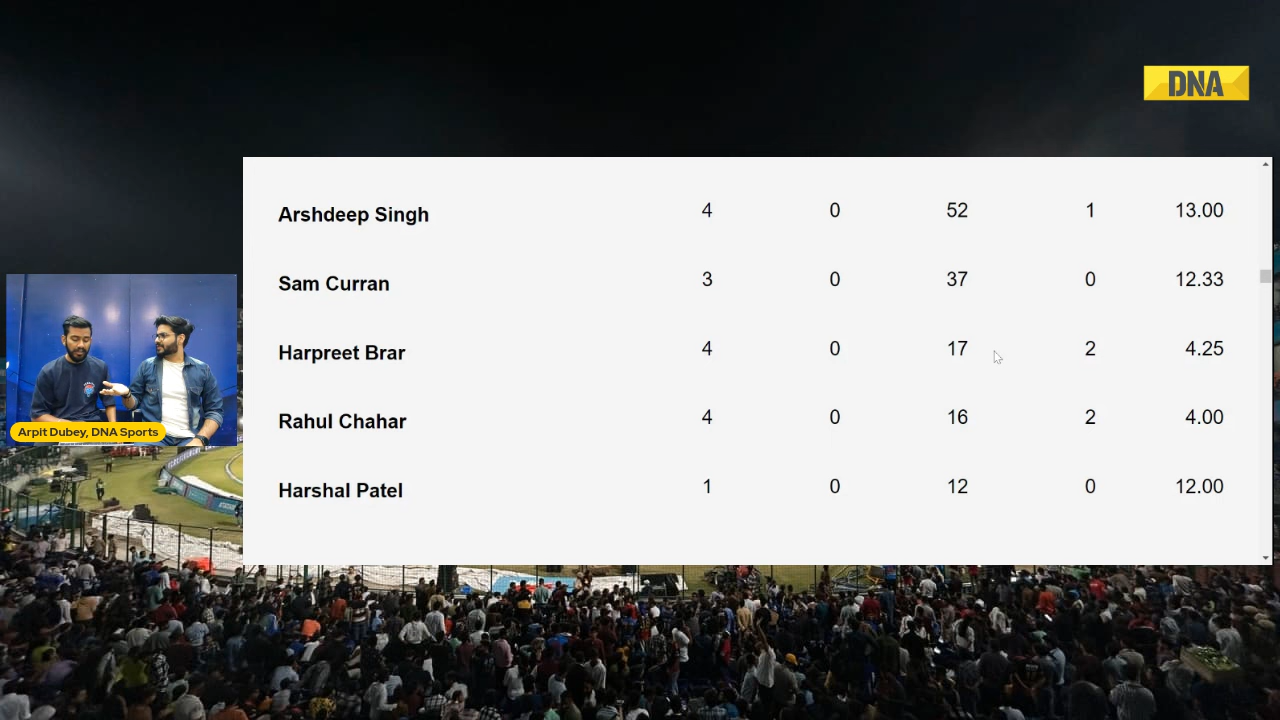 DNA
Arshdeep Singh 4 0 52 1 13.00
Sam Curran 3 0 37 0 12.33
Harpreet Brar 4 0 17 2 4.25
Rahul Chahar 4 0 16 2 4.00
Harshal Patel 1 0 12 0 12.00
Arpit Dubey, DNA Sports